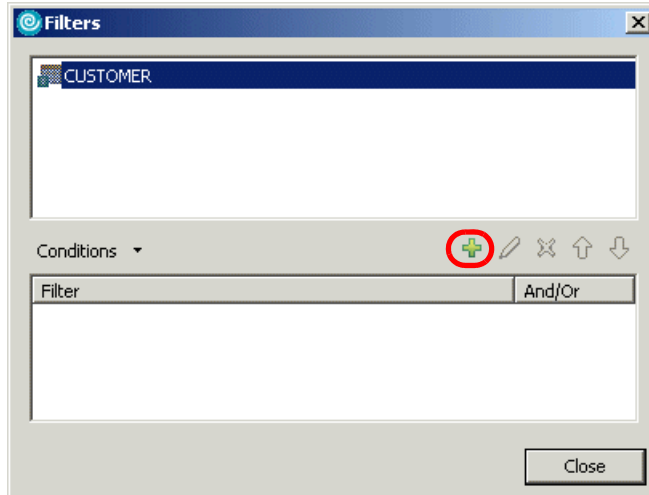 Filters
CUSTOMER
Conditions
Filter And/Or
Close